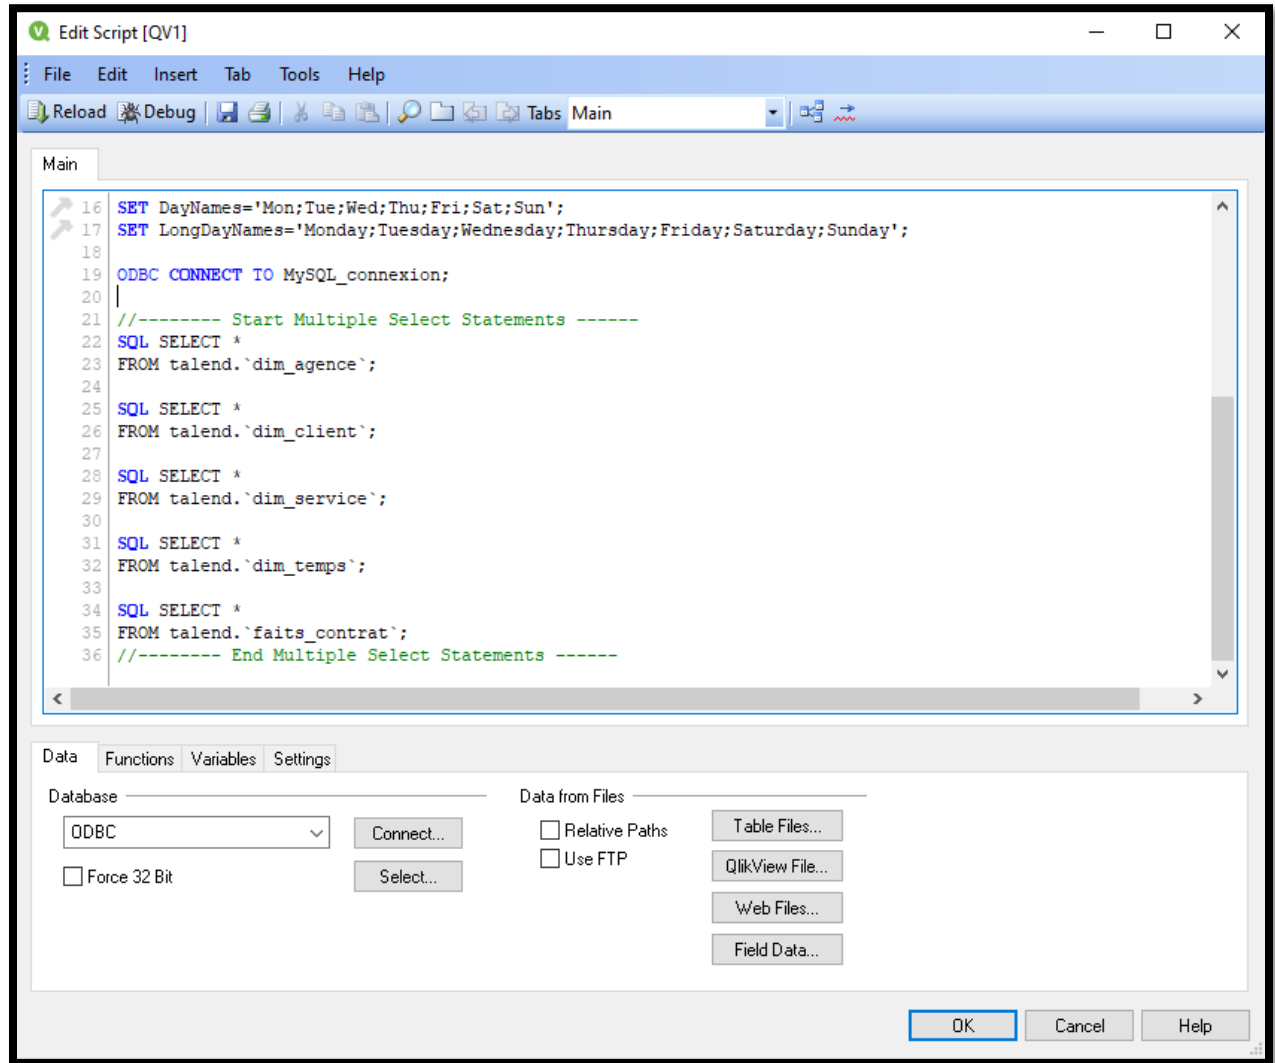 Edit Script [QV1]
File Edit Insert Tab Tools Help
Reload Debug Tabs Main
Main
16 SET DayNames='Mon;Tue;Wed;Thu;Fri;Sat;Sun';
17 SET LongDayNames='Monday;Tuesday;Wednesday;Thursday;Friday;Saturday;Sunday';
18
19 ODBC CONNECT TO MySQL_connexion;
20
21 //-------- Start Multiple Select Statements ------
22 SQL SELECT *
23 FROM talend.`dim_agence`;
24
25 SQL SELECT *
26 FROM talend.`dim_client`;
27
28 SQL SELECT *
29 FROM talend.`dim_service`;
30
31 SQL SELECT *
32 FROM talend.`dim_temps`;
33
34 SQL SELECT *
35 FROM talend.`faits_contrat`;
36 //-------- End Multiple Select Statements ------
Data Functions Variables Settings
Database
ODBC
Connect...
Force 32 Bit
Select...
Data from Files
Relative Paths
Use FTP
Table Files...
QlikView File...
Web Files...
Field Data...
OK Cancel Help